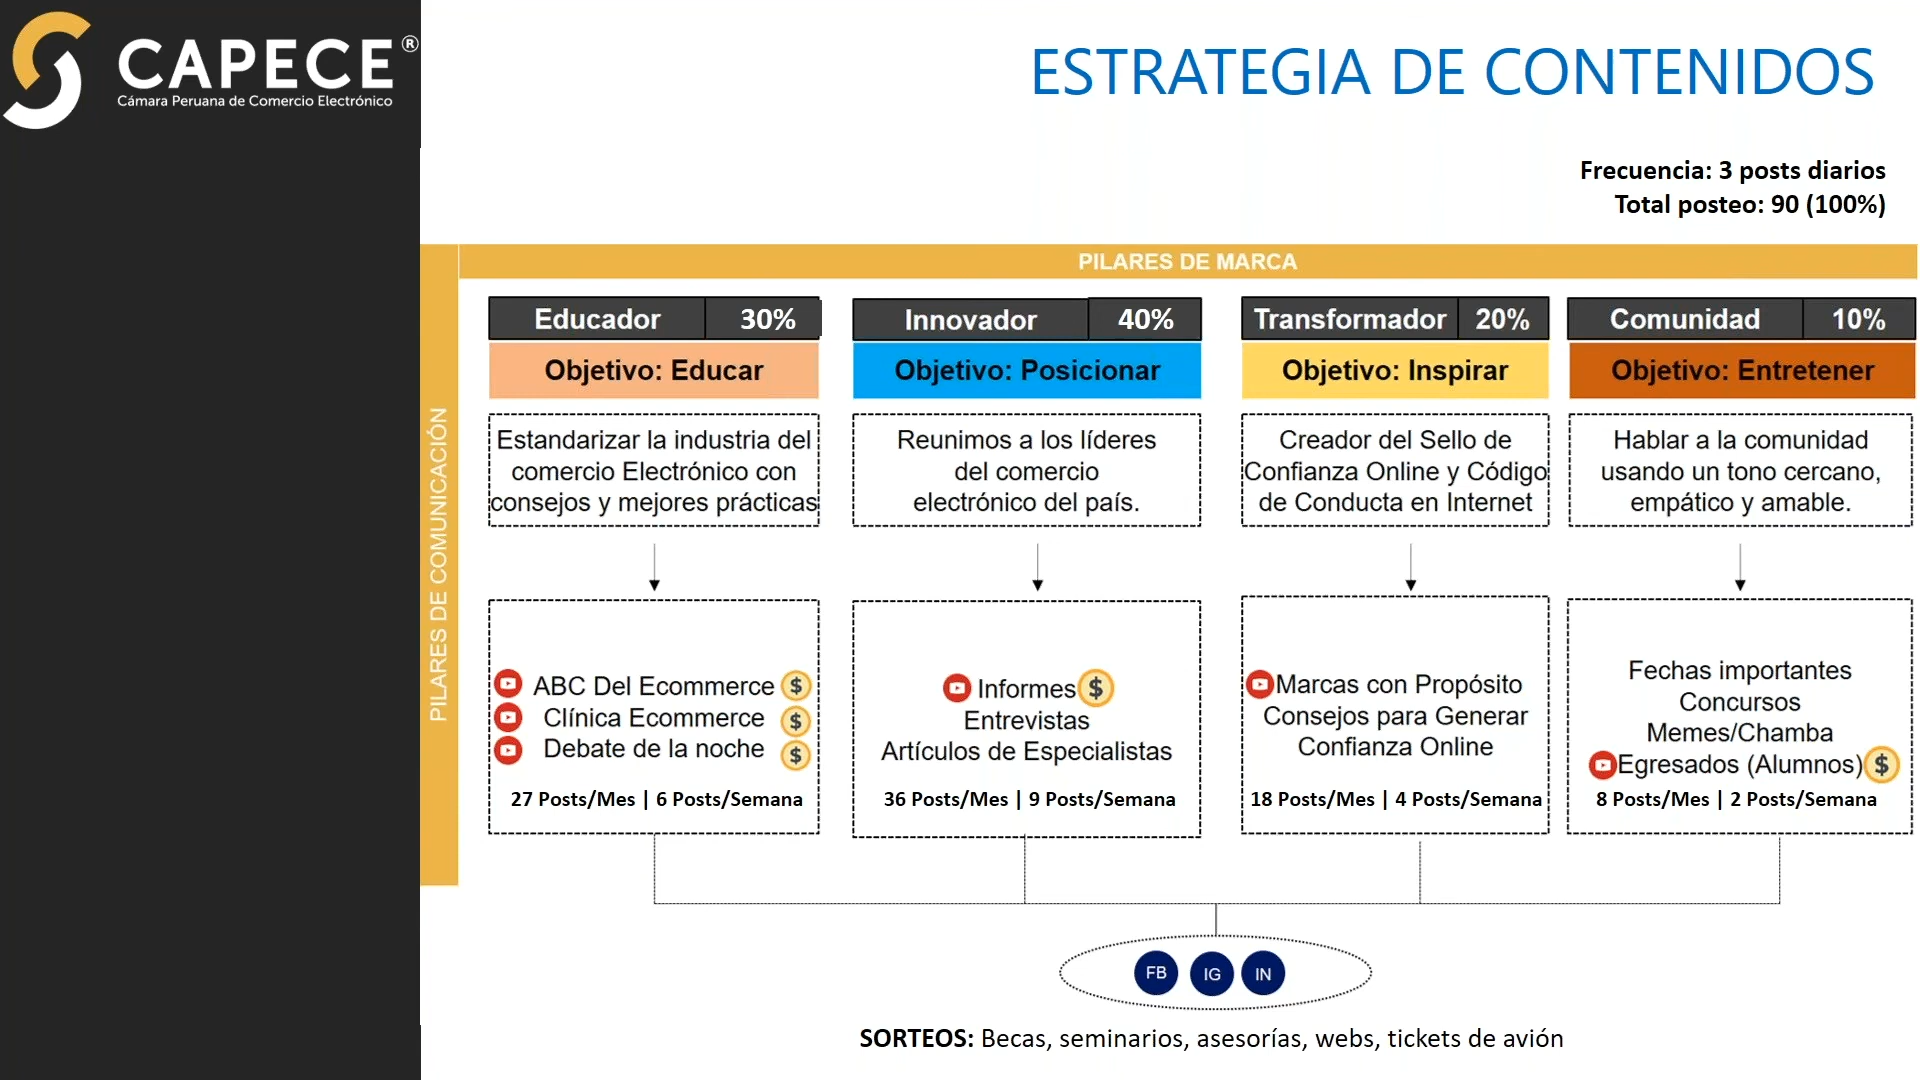 CAPECE®
Cámara Peruana de Comercio Electrónico
ESTRATEGIA DE CONTENIDOS
Frecuencia: 3 posts diarios
Total posteo: 90 (100%)
PILARES DE MARCA
PILARES DE COMUNICACIÓN
Educador 30%
Objetivo: Educar
Estandarizar la industria del
comercio Electrónico con
consejos y mejores prácticas
ABC Del Ecommerce $
Clínica Ecommerce $
Debate de la noche $
27 Posts/Mes | 6 Posts/Semana
Innovador 40%
Objetivo: Posicionar
Reunimos a los líderes
del comercio
electrónico del país.
Informes $
Entrevistas
Artículos de Especialistas
36 Posts/Mes | 9 Posts/Semana
Transformador 20%
Objetivo: Inspirar
Creador del Sello de
Confianza Online y Código
de Conducta en Internet
Marcas con Propósito
Consejos para Generar
Confianza Online
18 Posts/Mes | 4 Posts/Semana
Comunidad 10%
Objetivo: Entretener
Hablar a la comunidad
usando un tono cercano,
empático y amable.
Fechas importantes
Concursos
Memes/Chamba
Egresados (Alumnos) $
8 Posts/Mes | 2 Posts/Semana
FB IG IN
SORTEOS: Becas, seminarios, asesorías, webs, tickets de avión